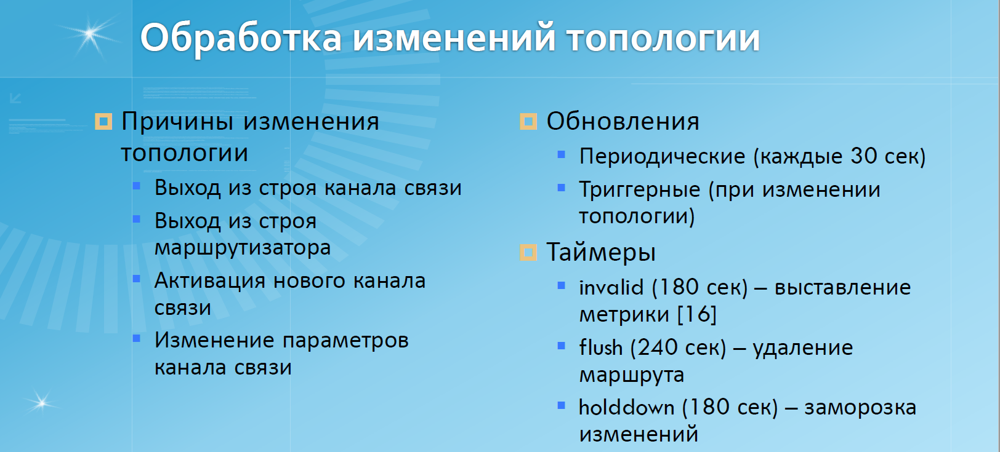 Обработка изменений топологии
Причины изменения
топологии
Выход из строя канала связи
Выход из строя
маршрутизатора
Активация нового канала
связи
Изменение параметров
канала связи
Обновления
Периодические (каждые 30 сек)
Триггерные (при изменении
топологии)
Таймеры
invalid (180 сек) – выставление
метрики [16]
flush (240 сек) – удаление
маршрута
holddown (180 сек) – заморозка
изменений